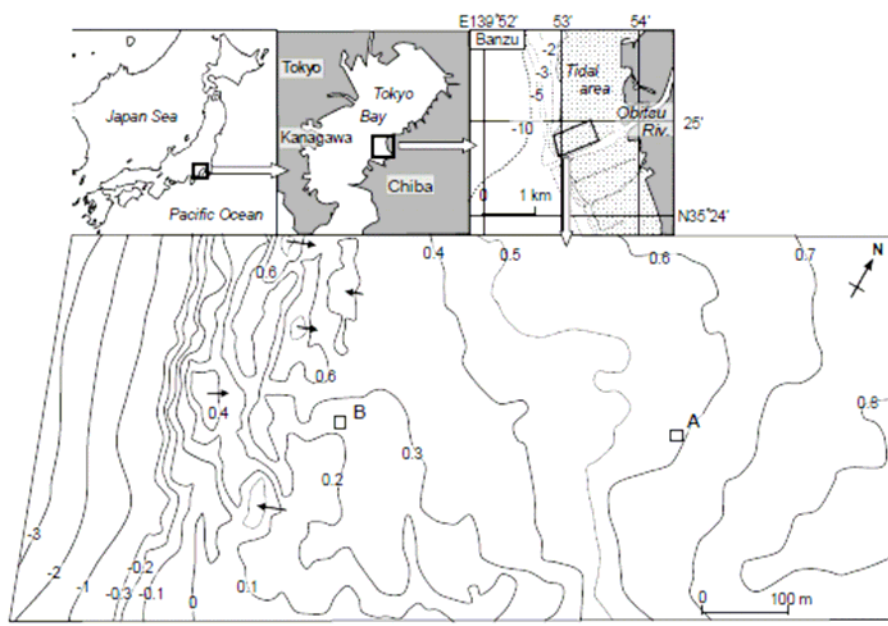 E139°52' 53' 54'
Banzu
Tokyo
Tokyo
Bay
Japan Sea
Kanagawa
Chiba
Pacific Ocean
-2
-3
-5
-10
Tidal
area
Obitsu
Riv.
25'
0 1 km
N35°24'
0.6
0.4
0.5
0.6
0.7
N
0.6
0.4
B
A
0.8
0.3
0.2
-3
-2
-1
-0.2
-0.3
-0.1
0
0.1
0 100 m